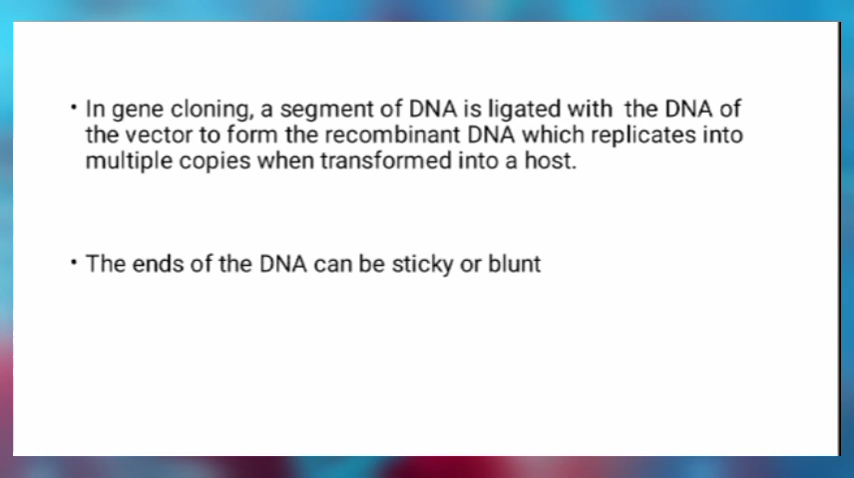 • In gene cloning, a segment of DNA is ligated with the DNA of
the vector to form the recombinant DNA which replicates into
multiple copies when transformed into a host.
• The ends of the DNA can be sticky or blunt